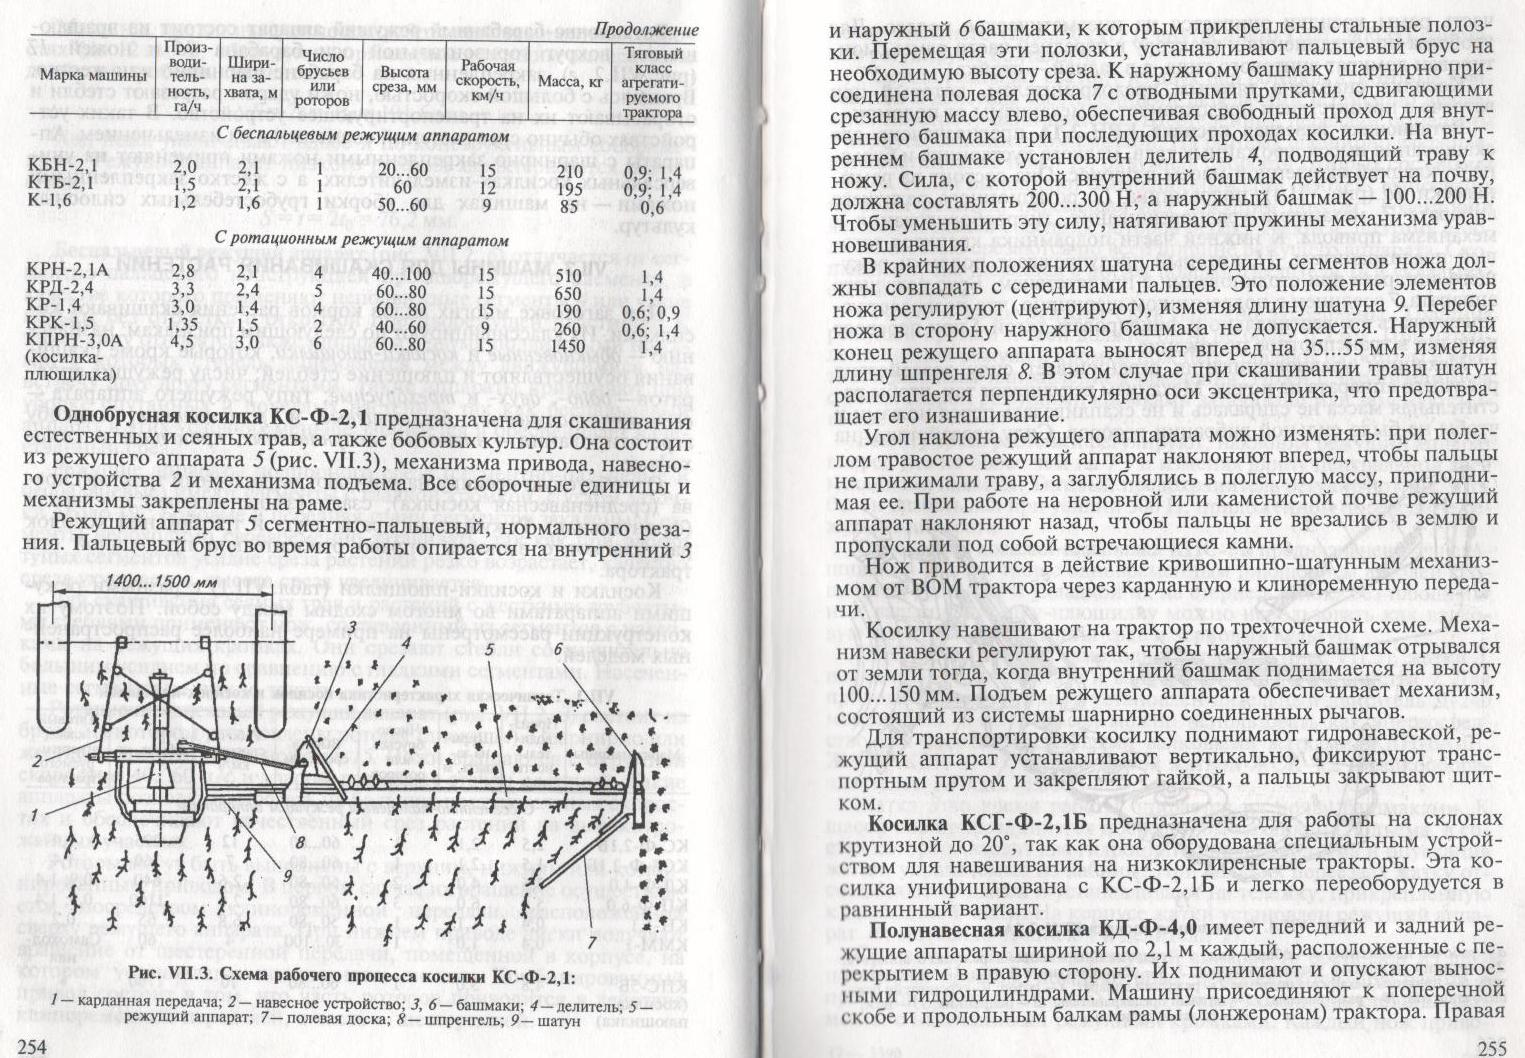 Продолжение
Марка машины
Произ-
води-
тель-
ность,
га/ч
Шири-
на за-
хвата, м
Число
брусьев
или
роторов
Высота
среза, мм
Рабочая
скорость,
км/ч
Масса, кг
Тяговый
класс
агрегати-
руемого
трактора
С беспальцевым режущим аппаратом
КБН-2,1 2,0 2,1 1 20...60 15 210 0,9; 1,4
КТБ-2,1 1,5 2,1 1 60 12 195 0,9; 1,4
К-1,6 1,2 1,6 1 50...60 9 85 0,6
С ротационным режущим аппаратом
КРН-2,1А 2,8 2,1 4 40...100 15 510 1,4
КРД-2,4 3,3 2,4 5 60...80 15 650 1,4
КР-1,4 3,0 1,4 4 60...80 15 190 0,6; 0,9
КРК-1,5 1,35 1,5 2 40...60 9 260 0,6; 1,4
КПРН-3,0А 4,5 3,0 6 60...80 15 1450 1,4
(косилка-
плющилка)
Однобрусная косилка КС-Ф-2,1 предназначена для скашивания
естественных и сеяных трав, а также бобовых культур. Она состоит
из режущего аппарата 5 (рис. VII.3), механизма привода, навесно-
го устройства 2 и механизма подъема. Все сборочные единицы и
механизмы закреплены на раме.
Режущий аппарат 5 сегментно-пальцевый, нормального реза-
ния. Пальцевый брус во время работы опирается на внутренний 3
1400...1500 мм
3
4
5
6
2
1
8
9
7
Рис. VII.3. Схема рабочего процесса косилки КС-Ф-2,1:
1 — карданная передача; 2 — навесное устройство; 3, 6 — башмаки; 4 — делитель; 5 —
режущий аппарат; 7 — полевая доска; 8 — шпренгель; 9 — шатун
254
и наружный 6 башмаки, к которым прикреплены стальные полоз-
ки. Перемещая эти полозки, устанавливают пальцевый брус на
необходимую высоту среза. К наружному башмаку шарнирно при-
соединена полевая доска 7 с отводными прутками, сдвигающими
срезанную массу влево, обеспечивая свободный проход для внут-
реннего башмака при последующих проходах косилки. На внут-
реннем башмаке установлен делитель 4, подводящий траву к
ножу. Сила, с которой внутренний башмак действует на почву,
должна составлять 200...300 Н, а наружный башмак — 100...200 Н.
Чтобы уменьшить эту силу, натягивают пружины механизма урав-
новешивания.
В крайних положениях шатуна середины сегментов ножа дол-
жны совпадать с серединами пальцев. Это положение элементов
ножа регулируют (центрируют), изменяя длину шатуна 9. Перебег
ножа в сторону наружного башмака не допускается. Наружный
конец режущего аппарата выносят вперед на 35...55 мм, изменяя
длину шпренгеля 8. В этом случае при скашивании травы шатун
располагается перпендикулярно оси эксцентрика, что предотвра-
щает его изнашивание.
Угол наклона режущего аппарата можно изменять: при полег-
лом травостое режущий аппарат наклоняют вперед, чтобы пальцы
не прижимали траву, а заглублялись в полеглую массу, приподни-
мая ее. При работе на неровной или каменистой почве режущий
аппарат наклоняют назад, чтобы пальцы не врезались в землю и
пропускали под собой встречающиеся камни.
Нож приводится в действие кривошипно-шатунным механиз-
мом от ВОМ трактора через карданную и клиноременную переда-
чи.
Косилку навешивают на трактор по трехточечной схеме. Меха-
низм навески регулируют так, чтобы наружный башмак отрывался
от земли тогда, когда внутренний башмак поднимается на высоту
100...150 мм. Подъем режущего аппарата обеспечивает механизм,
состоящий из системы шарнирно соединенных рычагов.
Для транспортировки косилку поднимают гидронавеской, ре-
жущий аппарат устанавливают вертикально, фиксируют транс-
портным прутом и закрепляют гайкой, а пальцы закрывают щит-
ком.
Косилка КСГ-Ф-2,1Б предназначена для работы на склонах
крутизной до 20°, так как она оборудована специальным устрой-
ством для навешивания на низкоклиренсные тракторы. Эта ко-
силка унифицирована с КС-Ф-2,1Б и легко переоборудуется в
равнинный вариант.
Полунавесная косилка КД-Ф-4,0 имеет передний и задний ре-
жущие аппараты шириной по 2,1 м каждый, расположенные с пе-
рекрытием в правую сторону. Их поднимают и опускают вынос-
ными гидроцилиндрами. Машину присоединяют к поперечной
скобе и продольным балкам рамы (лонжеронам) трактора. Правая
255